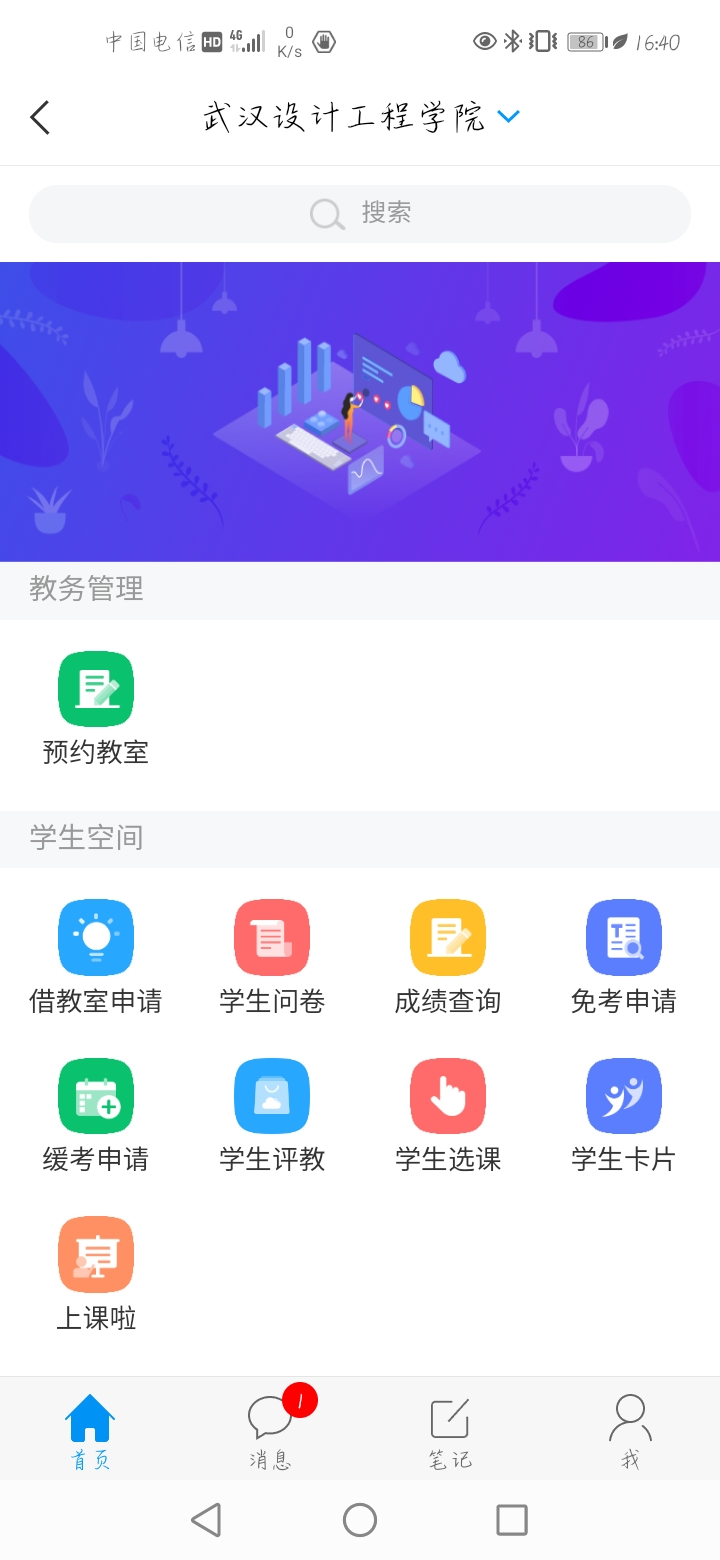 中国电信 HD 4G 0 K/s 86 16:40
武汉设计工程学院
搜索
教务管理
预约教室
学生空间
借教室申请 学生问卷 成绩查询 免考申请
缓考申请 学生评教 学生选课 学生卡片
上课啦
1
首页 消息 笔记 我